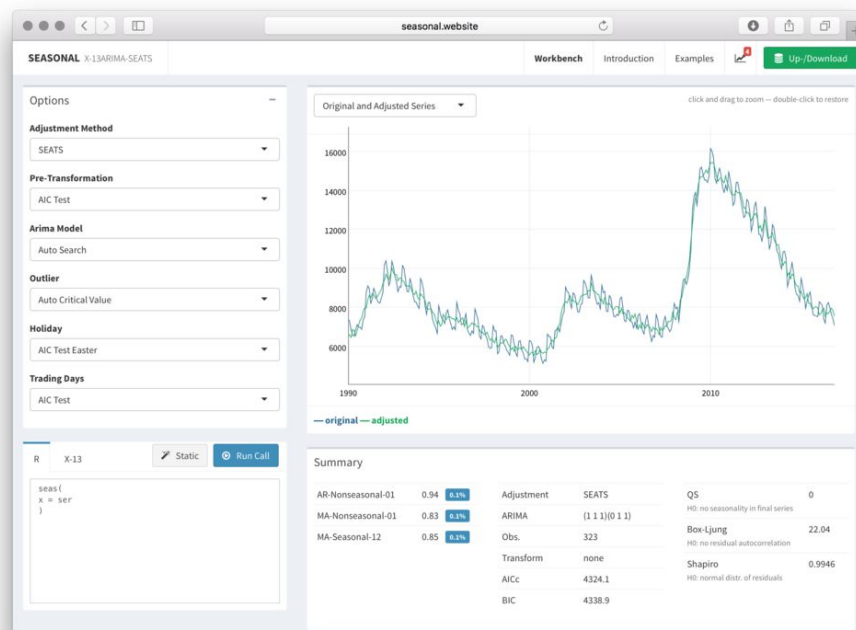 seasonal.website
SEASONAL X-13ARIMA-SEATS
Workbench
Introduction
Examples
4
Up-/Download
Options
Adjustment Method
SEATS
Pre-Transformation
AIC Test
Arima Model
Auto Search
Outlier
Auto Critical Value
Holiday
AIC Test Easter
Trading Days
AIC Test
R
X-13
Static
Run Call
seas(
x = ser
)
Original and Adjusted Series
click and drag to zoom — double-click to restore
16000
14000
12000
10000
8000
6000
1990
2000
2010
original
adjusted
Summary
AR-Nonseasonal-01 0.94 0.1%
MA-Nonseasonal-01 0.83 0.1%
MA-Seasonal-12 0.85 0.1%
Adjustment SEATS
ARIMA (1 1 1)(0 1 1)
Obs. 323
Transform none
AICc 4324.1
BIC 4338.9
QS 0
H0: no seasonality in final series
Box-Ljung 22.04
H0: no residual autocorrelation
Shapiro 0.9946
H0: normal distr. of residuals